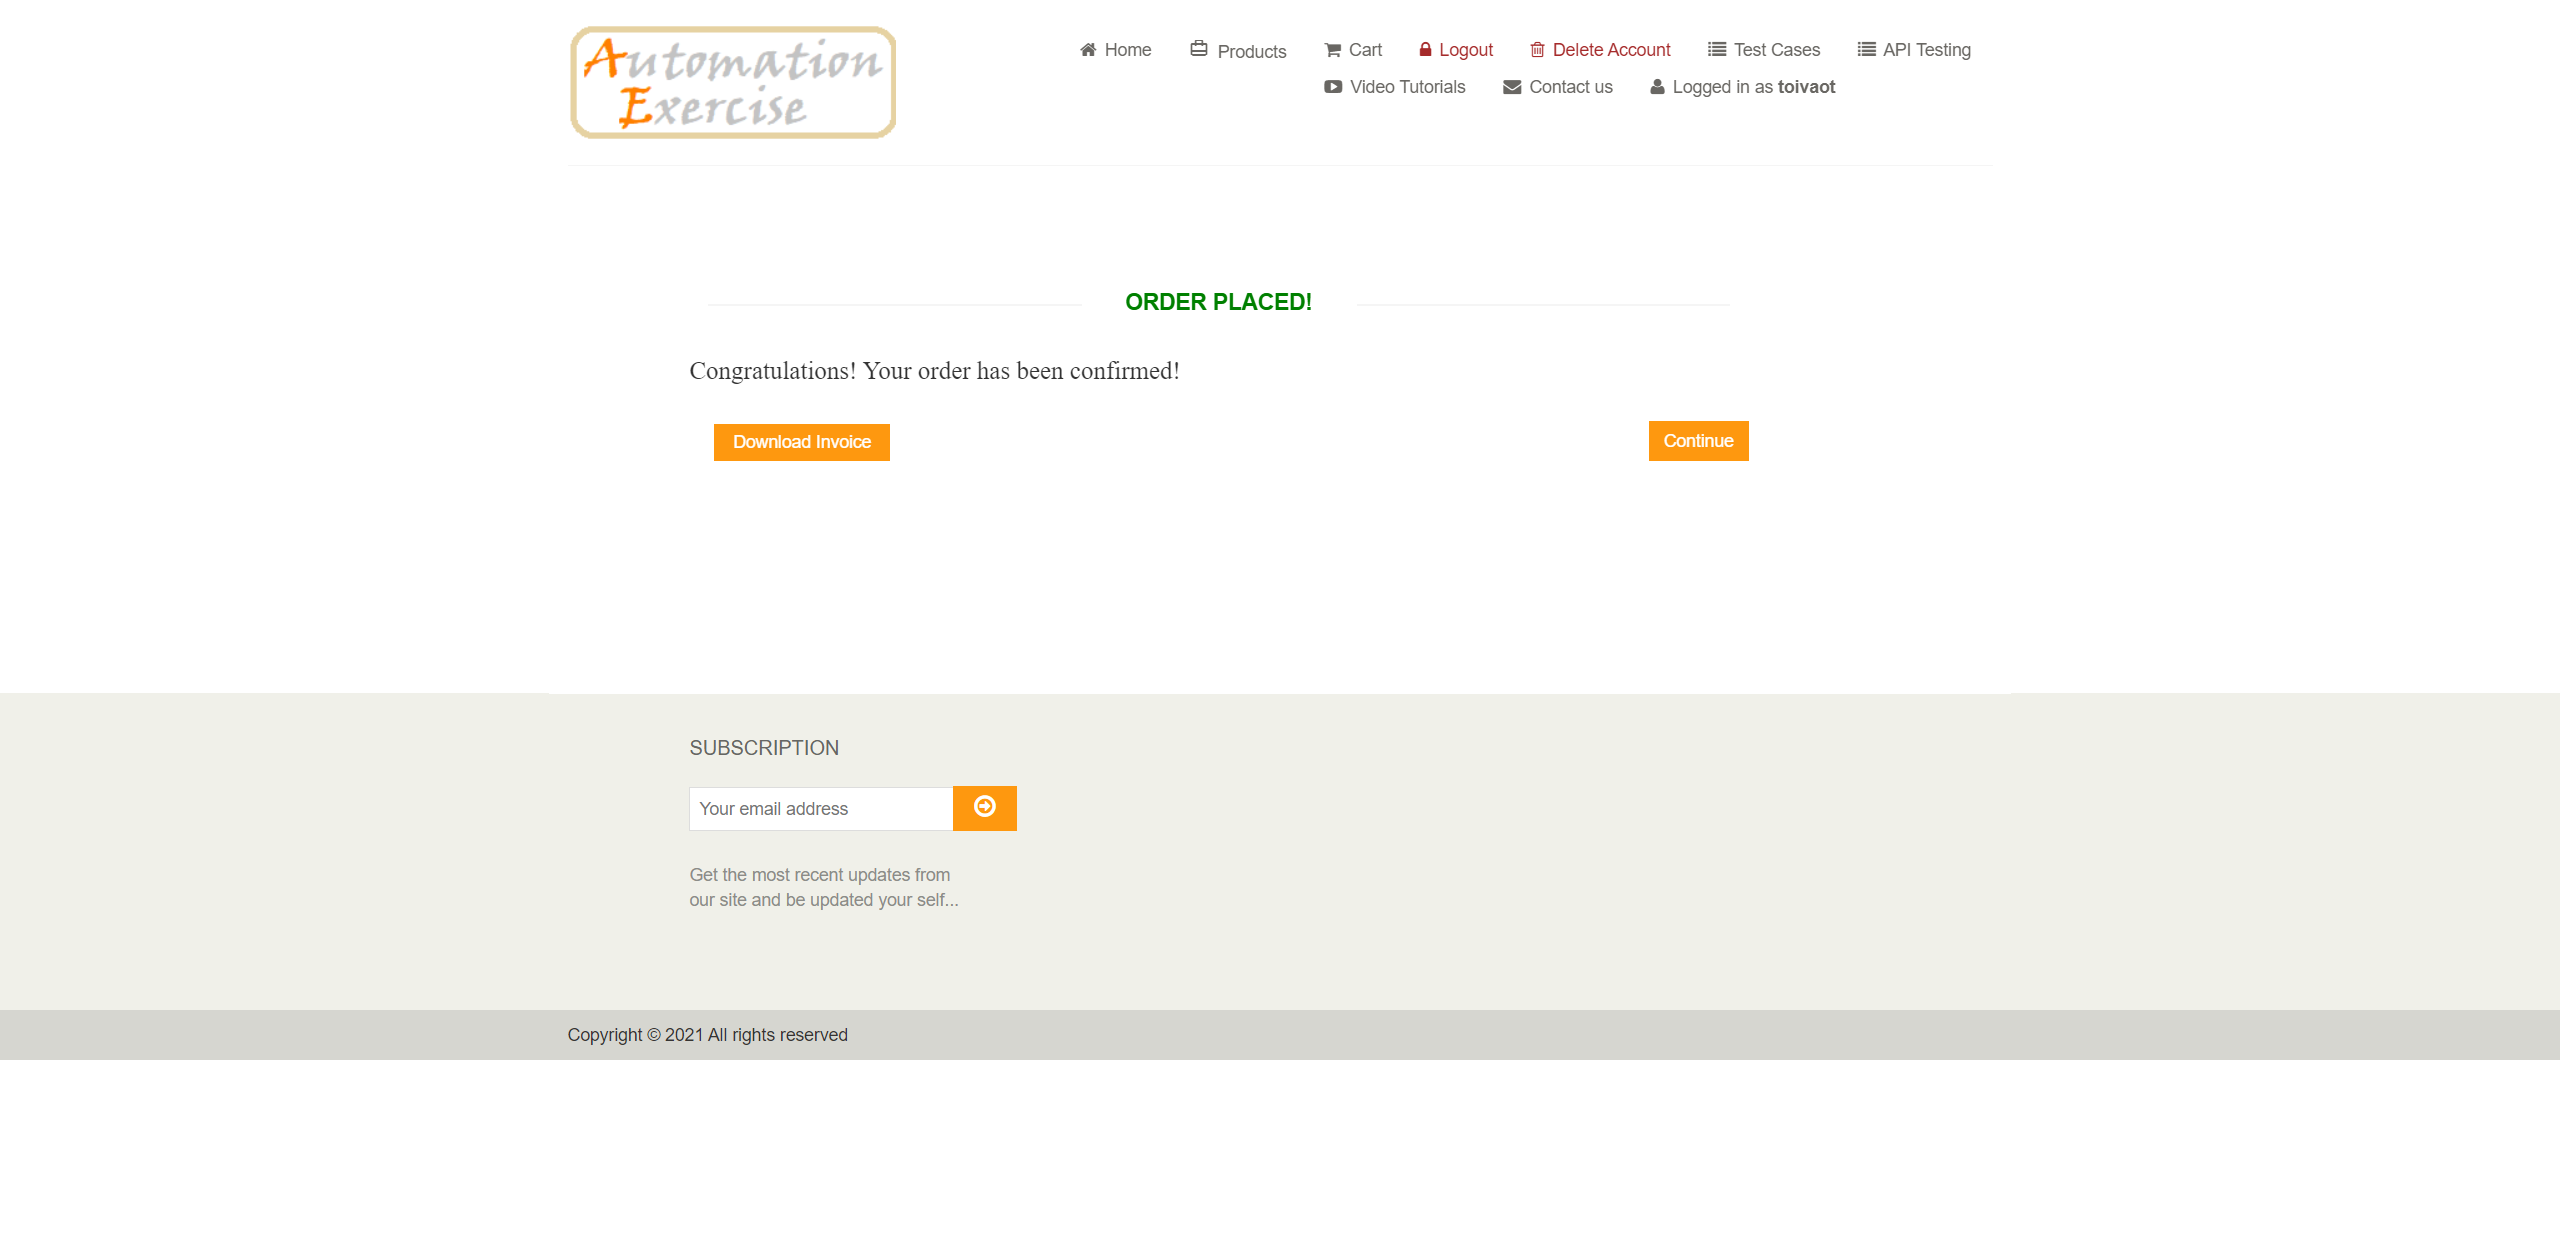 Automation
Exercise
Home Products Cart Logout Delete Account Test Cases API Testing
Video Tutorials Contact us Logged in as toivaot
ORDER PLACED!
Congratulations! Your order has been confirmed!
Download Invoice Continue
SUBSCRIPTION
Your email address
Get the most recent updates from
our site and be updated your self...
Copyright © 2021 All rights reserved